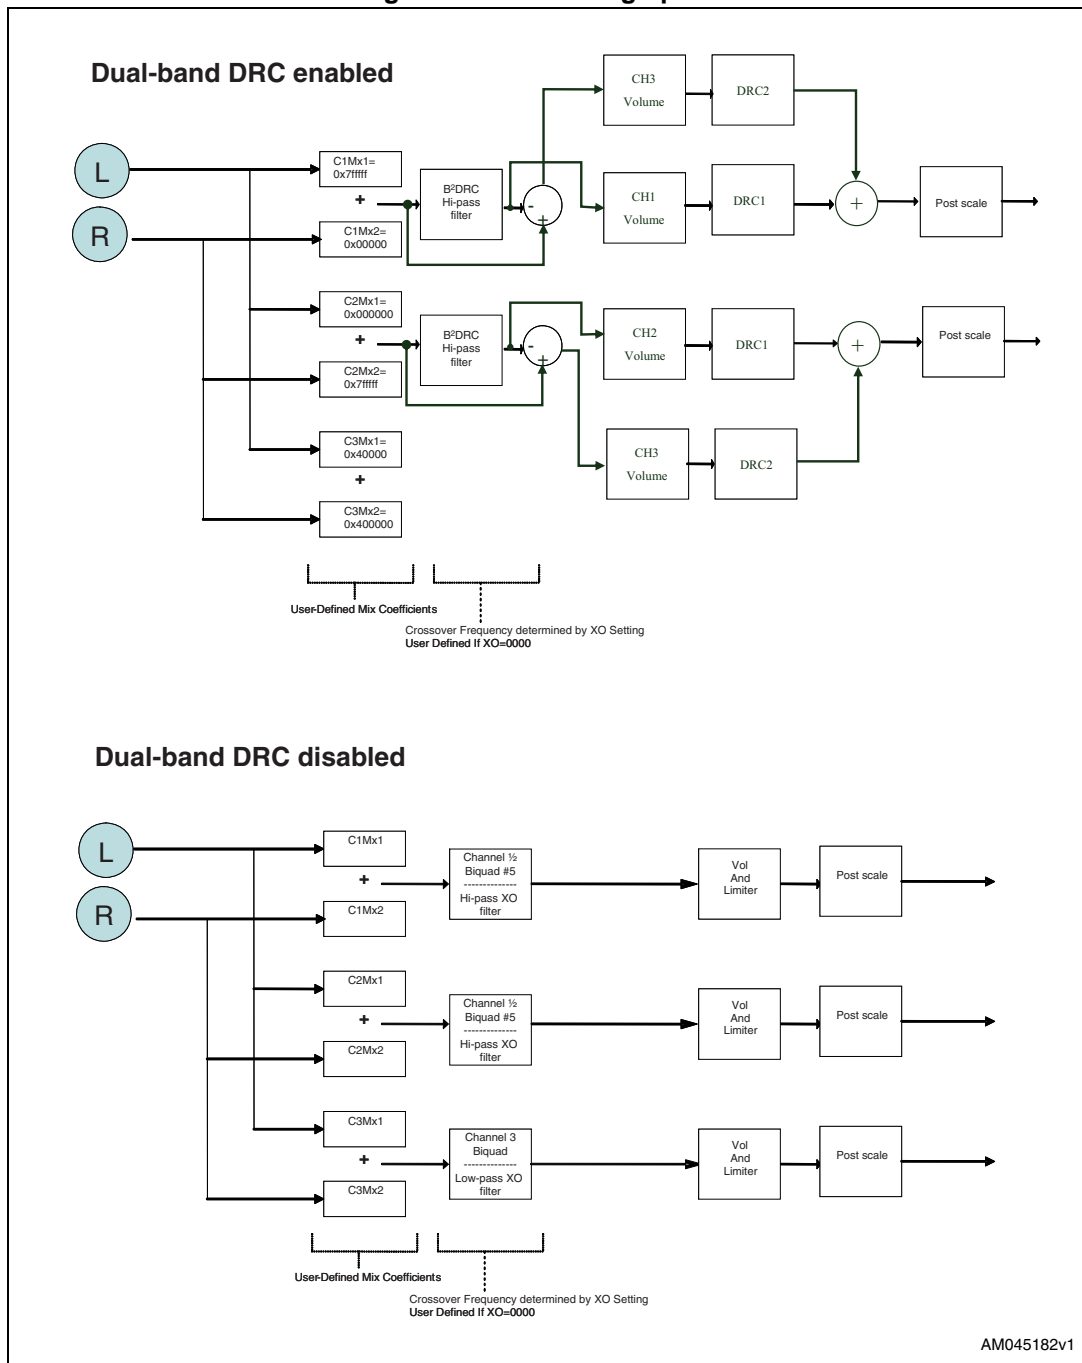 Dual-band DRC enabled
L
R
C1Mx1=
0x7fffff
+
C1Mx2=
0x00000
B²DRC
Hi-pass
filter
-
+
CH3
Volume
DRC2
CH1
Volume
DRC1
+
Post scale
C2Mx1=
0x000000
+
C2Mx2=
0x7fffff
B²DRC
Hi-pass
filter
-
+
CH2
Volume
DRC1
+
Post scale
C3Mx1=
0x40000
+
C3Mx2=
0x400000
CH3
Volume
DRC2
User-Defined Mix Coefficients
Crossover Frequency determined by XO Setting
User Defined If XO=0000
Dual-band DRC disabled
L
R
C1Mx1
+
C1Mx2
Channel ½
Biquad #5
--------------
Hi-pass XO
filter
Vol
And
Limiter
Post scale
C2Mx1
+
C2Mx2
Channel ½
Biquad #5
--------------
Hi-pass XO
filter
Vol
And
Limiter
Post scale
C3Mx1
+
C3Mx2
Channel 3
Biquad
--------------
Low-pass XO
filter
Vol
And
Limiter
Post scale
User-Defined Mix Coefficients
Crossover Frequency determined by XO Setting
User Defined If XO=0000
AM045182v1